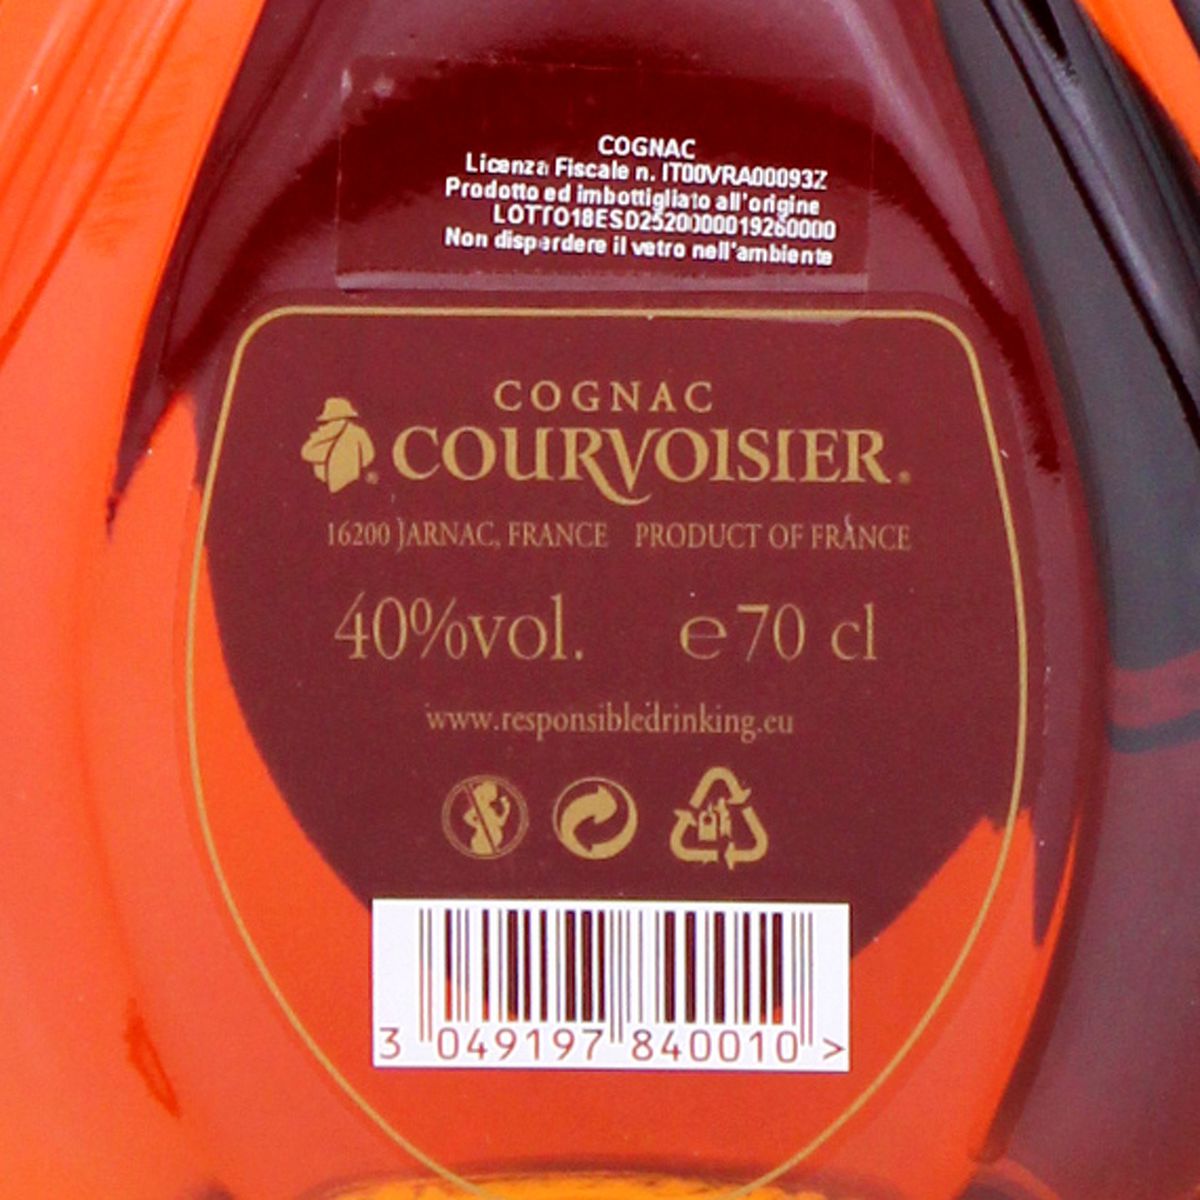 COGNAC
Licenza Fiscale n. IT00VRA00093Z
Prodotto ed imbottigliato all'origine
LOTTO18ESD2520000019260000
Non disperdere il vetro nell'ambiente
COGNAC
COURVOISIER®.
16200 JARNAC, FRANCE PRODUCT OF FRANCE
40%vol. ℮70 cl
www.responsibledrinking.eu
3 049197 840010 >